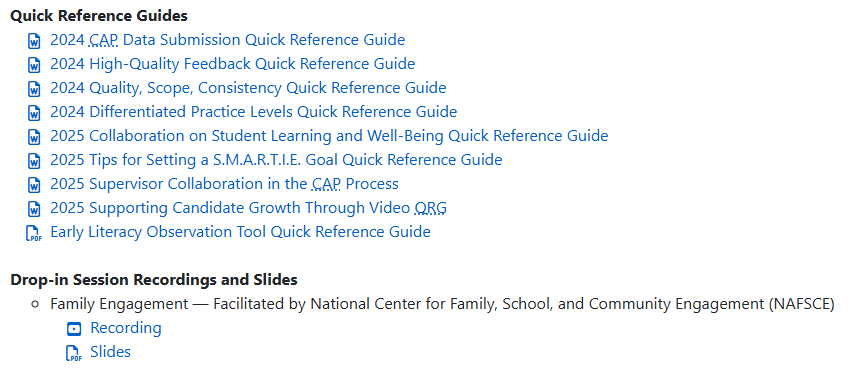 Quick Reference Guides
2024 CAP Data Submission Quick Reference Guide
2024 High-Quality Feedback Quick Reference Guide
2024 Quality, Scope, Consistency Quick Reference Guide
2024 Differentiated Practice Levels Quick Reference Guide
2025 Collaboration on Student Learning and Well-Being Quick Reference Guide
2025 Tips for Setting a S.M.A.R.T.I.E. Goal Quick Reference Guide
2025 Supervisor Collaboration in the CAP Process
2025 Supporting Candidate Growth Through Video QRG
Early Literacy Observation Tool Quick Reference Guide
Drop-in Session Recordings and Slides
Family Engagement — Facilitated by National Center for Family, School, and Community Engagement (NAFSCE)
Recording
Slides